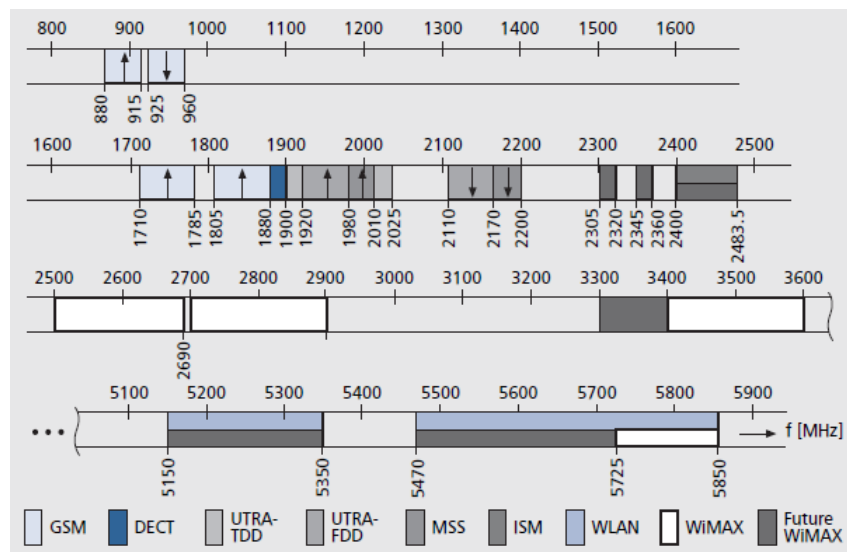 800 900 1000 1100 1200 1300 1400 1500 1600
880 915 925 960
1600 1700 1800 1900 2000 2100 2200 2300 2400 2500
1710 1785 1805 1880 1900 1920 1980 2010 2025 2110 2170 2200 2305 2320 2345 2360 2400 2483.5
2500 2600 2700 2800 2900 3000 3100 3200 3300 3400 3500 3600
2690
5100 5200 5300 5400 5500 5600 5700 5800 5900
f [MHz]
5150 5350 5470 5725 5850
GSM DECT UTRA-TDD UTRA-FDD MSS ISM WLAN WiMAX Future WiMAX